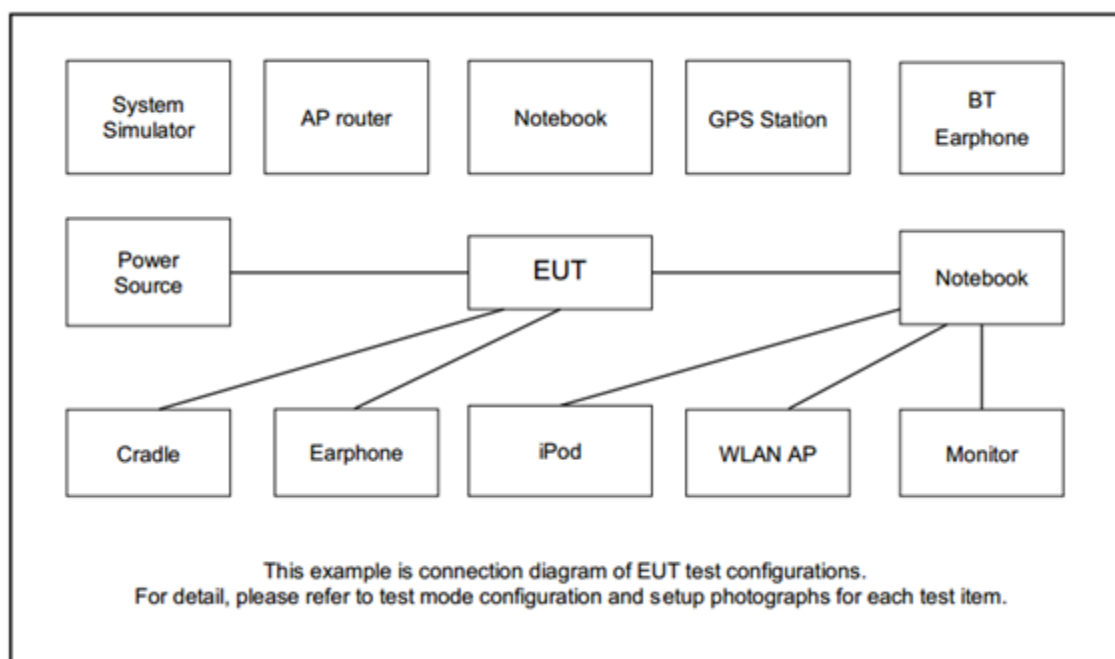 System
Simulator
AP router
Notebook
GPS Station
BT
Earphone
Power
Source
EUT
Notebook
Cradle
Earphone
iPod
WLAN AP
Monitor
This example is connection diagram of EUT test configurations.
For detail, please refer to test mode configuration and setup photographs for each test item.